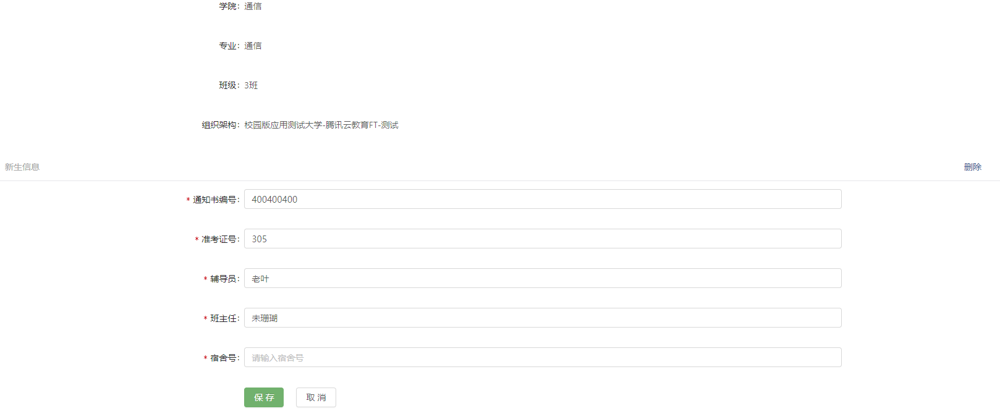 学院: 通信
专业: 通信
班级: 3班
组织架构: 校园版应用测试大学-腾讯云教育FT-测试
新生信息 删除
* 通知书编号: 400400400
* 准考证号: 305
* 辅导员: 老叶
* 班主任: 未珊瑚
* 宿舍号: 请输入宿舍号
保存 取消